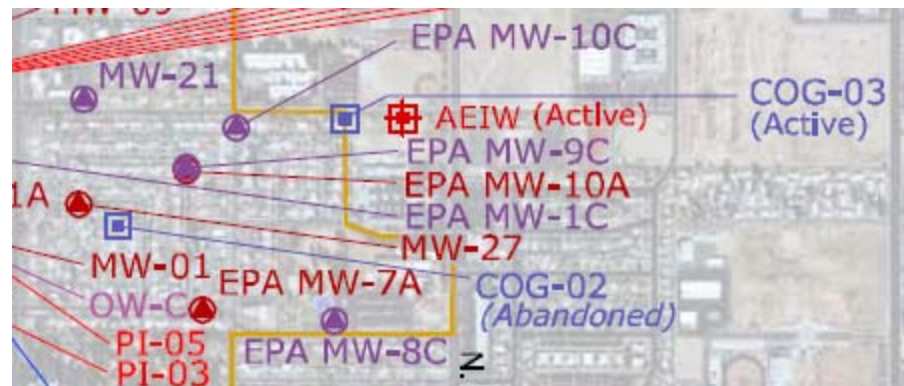 MW-09
EPA MW-10C
MW-21
COG-03
(Active)
AEIW (Active)
EPA MW-9C
EPA MW-10A
1A
EPA MW-1C
MW-27
MW-01
EPA MW-7A
COG-02
(Abandoned)
OW-C
PI-05
EPA MW-8C
PI-03
N.